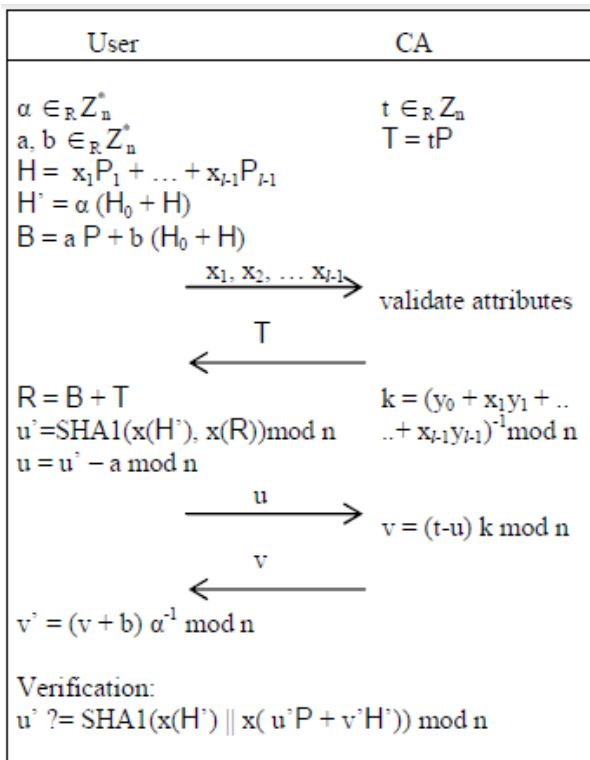 User CA
α ∈R Z*n t ∈R Zn
a, b ∈R Z*n T = tP
H = x1P1 + … + xl-1Pl-1
H’ = α (H0 + H)
B = a P + b (H0 + H)
x1, x2, … xl-1
validate attributes
T
R = B + T k = (y0 + x1y1 + ..
u’=SHA1(x(H’), x(R))mod n ..+ xl-1yl-1)-1mod n
u = u’ – a mod n
u
v = (t-u) k mod n
v
v’ = (v + b) α-1 mod n
Verification:
u’ ?= SHA1(x(H’) || x( u’P + v’H’)) mod n